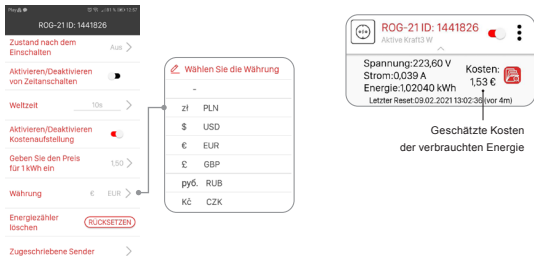 Play
12:57
ROG-21 ID: 1441826
Zustand nach dem
Einschalten
Aus
Aktivieren/Deaktivieren
von Zeitanschalten
Weltzeit
10s
Aktivieren/Deaktivieren
Kostenaufstellung
Geben Sie den Preis
für 1 kWh ein
1,50
Währung € EUR
Energiezähler
löschen
RÜCKSETZEN
Zugeschriebene Sender
Wählen Sie die Währung
-
zł PLN
$ USD
€ EUR
£ GBP
руб. RUB
Kč CZK
ROG-21 ID: 1441826
Aktive Kraft3 W
Spannung:223,60 V
Strom:0,039 A
Energie:1,02040 kWh
Kosten:
1,53 €
Letzter Reset:09.02.2021 13:02:36 (vor 4m)
Geschätzte Kosten
der verbrauchten Energie